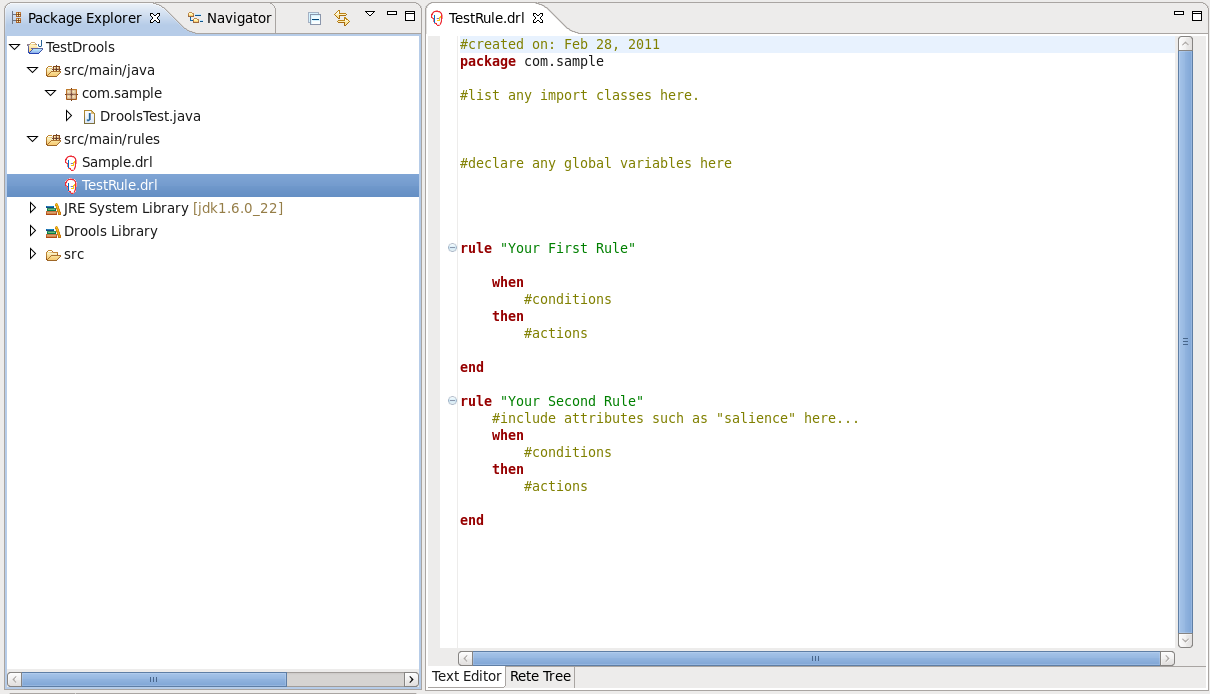 Package Explorer
Navigator
TestDrools
src/main/java
com.sample
DroolsTest.java
src/main/rules
Sample.drl
TestRule.drl
JRE System Library [jdk1.6.0_22]
Drools Library
src
TestRule.drl
#created on: Feb 28, 2011
package com.sample
#list any import classes here.
#declare any global variables here
rule "Your First Rule"
when
#conditions
then
#actions
end
rule "Your Second Rule"
#include attributes such as "salience" here...
when
#conditions
then
#actions
end
Text Editor
Rete Tree